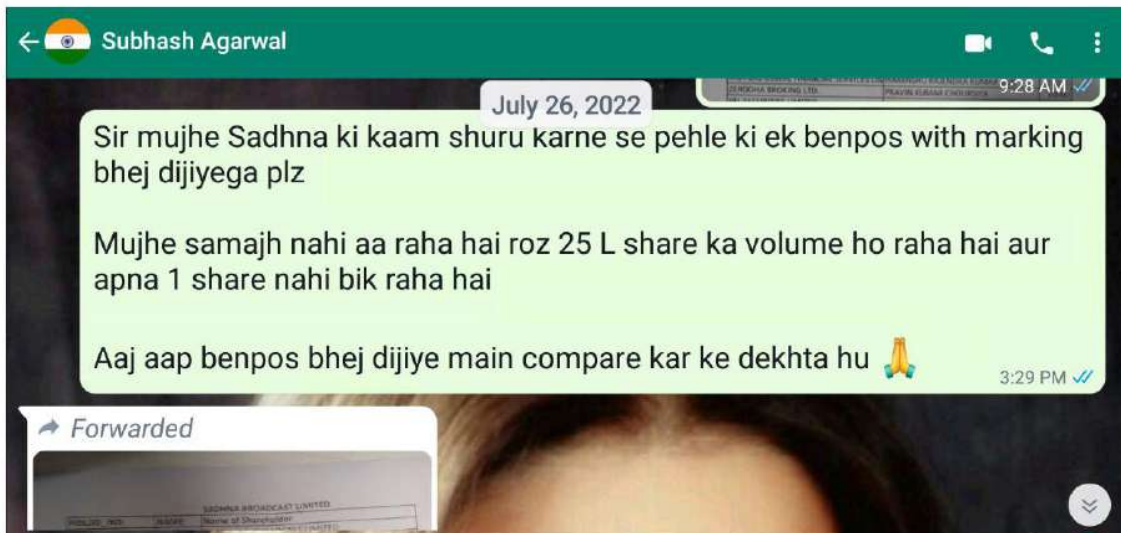 Subhash Agarwal
ZERODHA BROKING LTD
9:28 AM
July 26, 2022
Sir mujhe Sadhna ki kaam shuru karne se pehle ki ek benpos with marking
bhej dijiyega plz
Mujhe samajh nahi aa raha hai roz 25 L share ka volume ho raha hai aur
apna 1 share nahi bik raha hai
Aaj aap benpos bhej dijiye main compare kar ke dekhta hu 🙏
3:29 PM
Forwarded
SADHNA BROADCAST LIMITED
Name of Shareholder